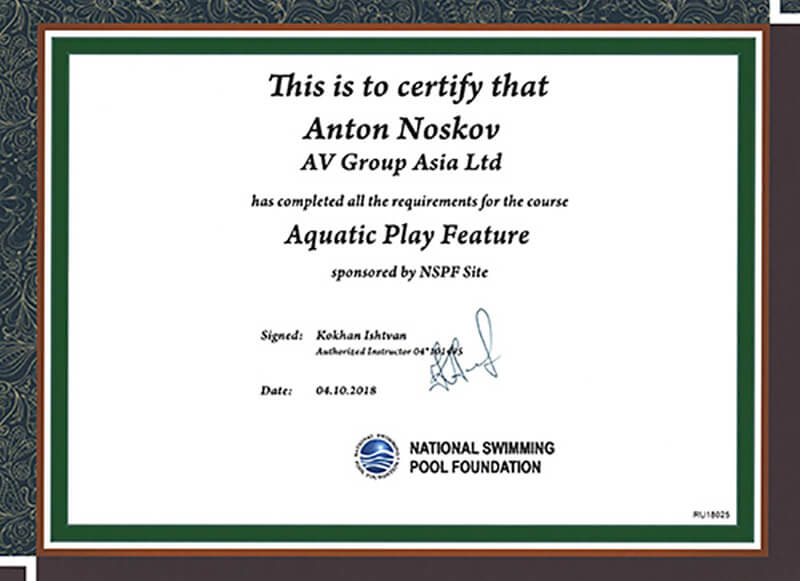 This is to certify that
Anton Noskov
AV Group Asia Ltd
has completed all the requirements for the course
Aquatic Play Feature
sponsored by NSPF Site
Signed: Kokhan Ishtvan
Authorized Instructor
Date: 04.10.2018
NATIONAL SWIMMING
POOL FOUNDATION
RU18025